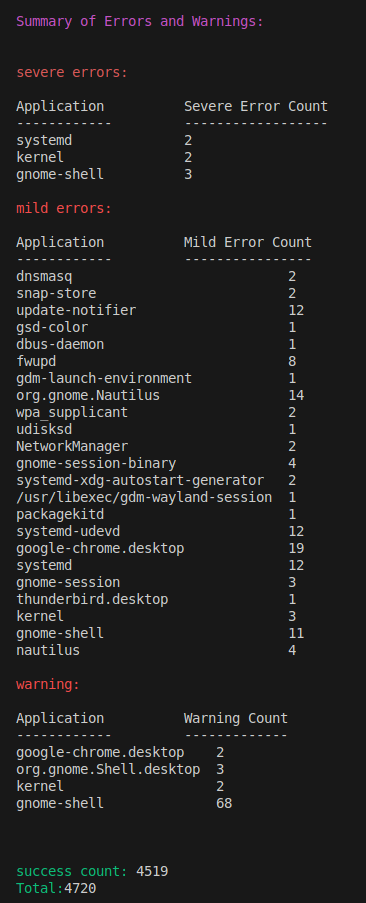 Summary of Errors and Warnings:
severe errors:
Application          Severe Error Count
------------         ------------------
systemd              2
kernel               2
gnome-shell          3
mild errors:
Application          Mild Error Count
------------         ----------------
dnsmasq                           2
snap-store                        2
update-notifier                   12
gsd-color                         1
dbus-daemon                       1
fwupd                             8
gdm-launch-environment            1
org.gnome.Nautilus                14
wpa_supplicant                    2
udisksd                           1
NetworkManager                    2
gnome-session-binary              4
systemd-xdg-autostart-generator   2
/usr/libexec/gdm-wayland-session  1
packagekitd                       1
systemd-udevd                     12
google-chrome.desktop             19
systemd                           12
gnome-session                     3
thunderbird.desktop               1
kernel                            3
gnome-shell                       11
nautilus                          4
warning:
Application          Warning Count
------------         -------------
google-chrome.desktop    2
org.gnome.Shell.desktop  3
kernel                   2
gnome-shell              68
success count: 4519
Total:4720